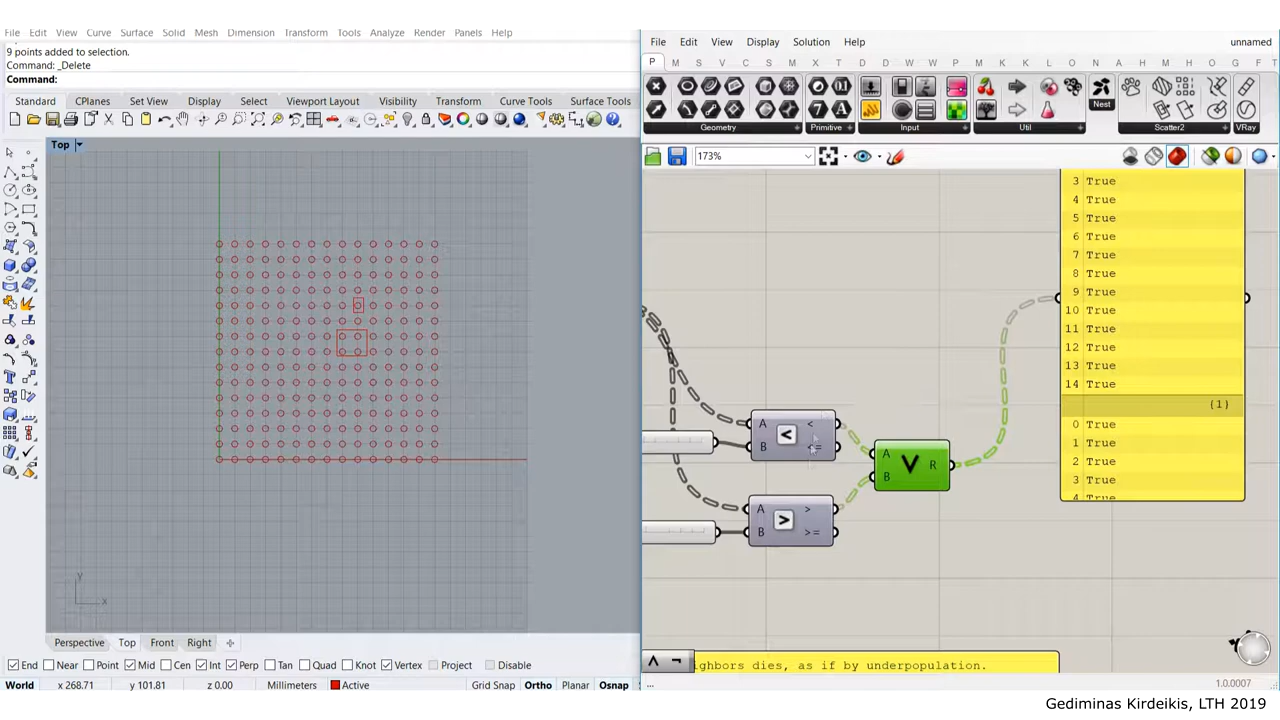 File Edit View Curve Surface Solid Mesh Dimension Transform Tools Analyze Render Panels Help
9 points added to selection.
Command: _Delete
Command:
Standard CPlanes Set View Display Select Viewport Layout Visibility Transform Curve Tools Surface Tools
Top
y
x
Perspective Top Front Right
End Near Point Mid Cen Int Perp Tan Quad Knot Vertex Project Disable
World x 268.71 y 101.81 z 0.00 Millimeters Active Grid Snap Ortho Planar Osnap
File Edit View Display Solution Help unnamed
P M S V C S M X T D D M P M L H K K U L H O G F T
Nest
Geometry Primitive Input Util Scatter2 VRay
173%
3 True
4 True
5 True
6 True
7 True
8 True
9 True
10 True
11 True
12 True
13 True
14 True
{1}
0 True
1 True
2 True
3 True
4 True
A < <
B <=
A > >
B >=
A
B
R
ighbors dies, as if by underpopulation.
... 1.0.0007
Gediminas Kirdeikis, LTH 2019